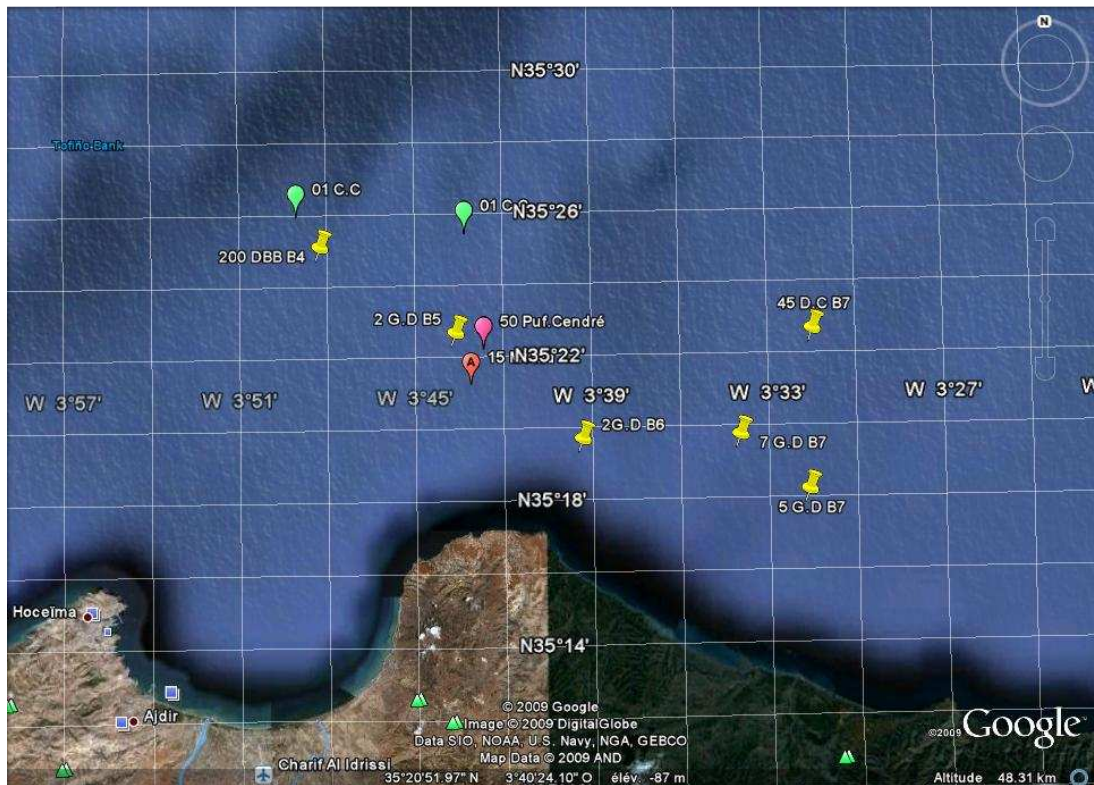 N
N35°30'
Tofiño Bank
01 C.C
01 C.C
N35°26'
200 DBB B4
45 D.C B7
2 G.D B5
50 Puf.Cendré
15
N35°22'
W 3°57'
W 3°51'
W 3°45'
W 3°39'
W 3°33'
W 3°27'
W
A
2G.D B6
7 G.D B7
N35°18'
5 G.D B7
Hoceïma
N35°14'
Ajdir
© 2009 Google
Image © 2009 DigitalGlobe
Data SIO, NOAA, U.S. Navy, NGA, GEBCO
Map Data © 2009 AND
©2009 Google
Charif Al Idrissi
35°20'51.97" N 3°40'24.10" O élév. -87 m
Altitude 48.31 km